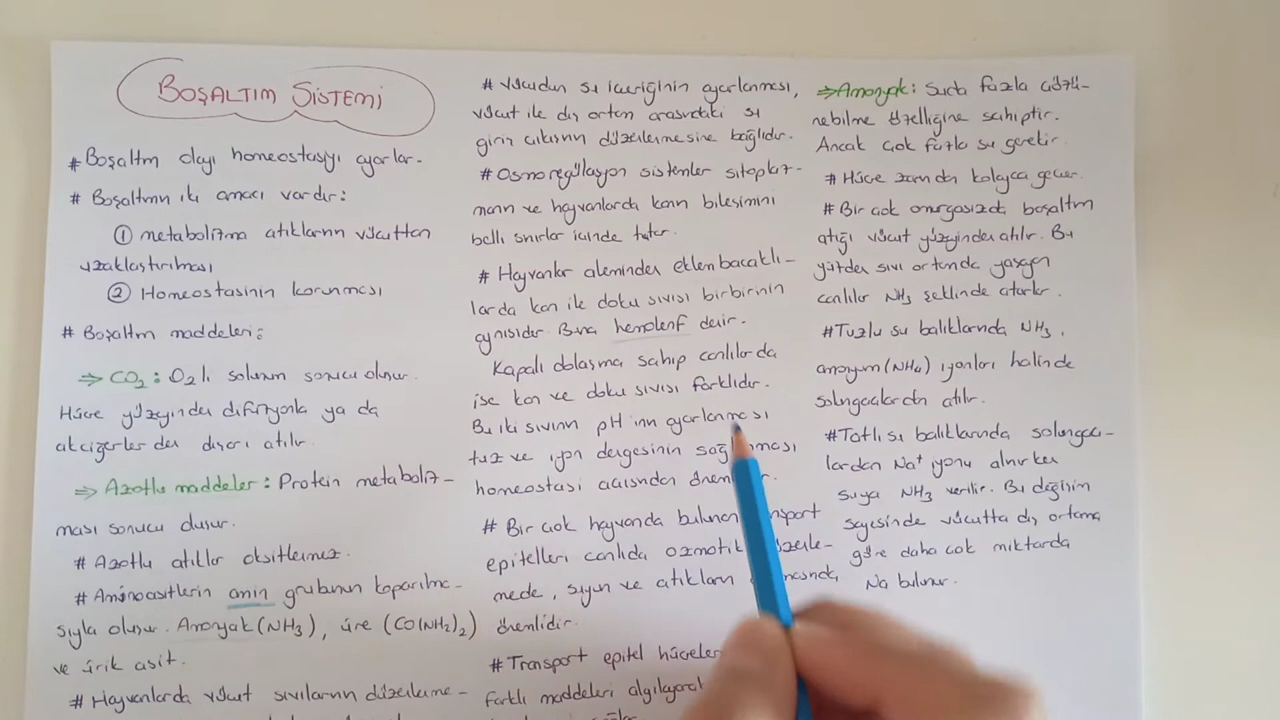 BOŞALTIM SİSTEMİ
# Boşaltım olayı homeostasiyi ayarlar.
# Boşaltımın iki amacı vardır:
① metabolizma atıklarının vücuttan
uzaklaştırılması
② Homeostasinin korunması
# Boşaltım maddeleri:
⇒ CO₂: O₂ li solunum sonucu oluşur.
Hücre yüzeyinden difüzyonla ya da
akciğerlerden dışarı atılır.
⇒ Azotlu maddeler: Protein metaboliz-
ması sonucu oluşur.
# Azotlu atıklar oksitlenmez.
# Aminoasitlerin amin grubunun koparılma-
sıyla oluşur. Amonyak (NH₃), üre (CO(NH₂)₂)
ve ürik asit.
# Hayvanlarda vücut sıvılarının düzenlenme-
# Vücudun su içeriğinin ayarlanması,
vücut ile dış ortam arasındaki su
giriş çıkışının düzenlenmesine bağlıdır.
# Osmoregülasyon sistemler sitoplaz-
manın ve hayvanlarda kanın bileşimini
belli sınırlar içinde tutar.
# Hayvanlar aleminden eklembacaklı-
larda kan ile doku sıvısı birbirinin
aynısıdır. Buna hemolenf denir.
Kapalı dolaşıma sahip canlılarda
ise kan ve doku sıvısı farklıdır.
Bu iki sıvının pH'ının ayarlanması
tuz ve iyon dengesinin sağlanması
homeostasi açısından
# Bir çok hayvanda bulunan
epitelleri canlıda ozmotik
mede, sıvının ve atıkların
önemlidir.
# Transport epitel
farklı maddeleri
⇒ Amonyak: Suda fazla çözü-
nebilme özelliğine sahiptir.
Ancak çok fazla su gerekir.
# Hücre zarından kolayca geçer.
# Bir çok omurgasızda boşaltım
atığı vücut yüzeyinden atılır. Bu
yüzden sıvı ortamda yaşayan
canlılar NH₃ şeklinde atarlar.
# Tuzlu su balıklarında NH₃,
amonyum (NH₄) iyonları halinde
solungaçlardan atılır.
# Tatlı su balıklarında solungaç-
lardan Na⁺ iyonu alınırken
suya NH₃ verilir. Bu değişim
sayesinde vücutta dış ortama
göre daha çok miktarda
Na bulunur.